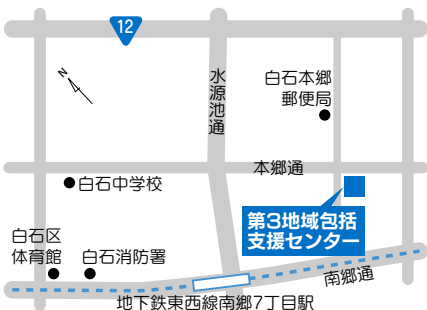 12
N
水源池通
白石本郷
郵便局
本郷通
白石中学校
第3地域包括
支援センター
白石区
体育館
白石消防署
南郷通
地下鉄東西線南郷7丁目駅